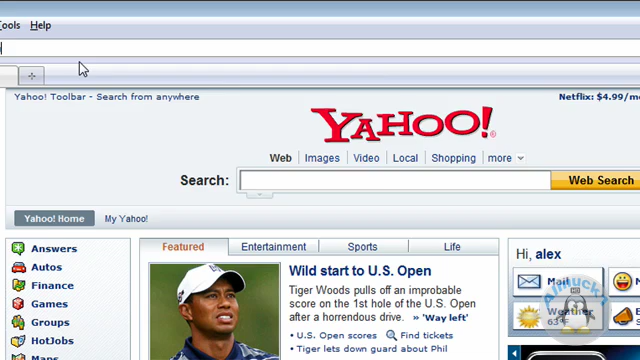 Tools Help
Yahoo! Toolbar - Search from anywhere
Netflix: $4.99/mo
YAHOO!
Web Images Video Local Shopping more
Search: Web Search
Yahoo! Home My Yahoo!
Answers
Autos
Finance
Games
Groups
HotJobs
Maps
Featured Entertainment Sports Life
Wild start to U.S. Open
Tiger Woods pulls off an improbable
score on the 1st hole of the U.S. Open
after a horrendous drive. » 'Way left'
• U.S. Open scores Find tickets
• Tiger lets down guard about Phil
Hi, alex
Mail
Weather
63°F